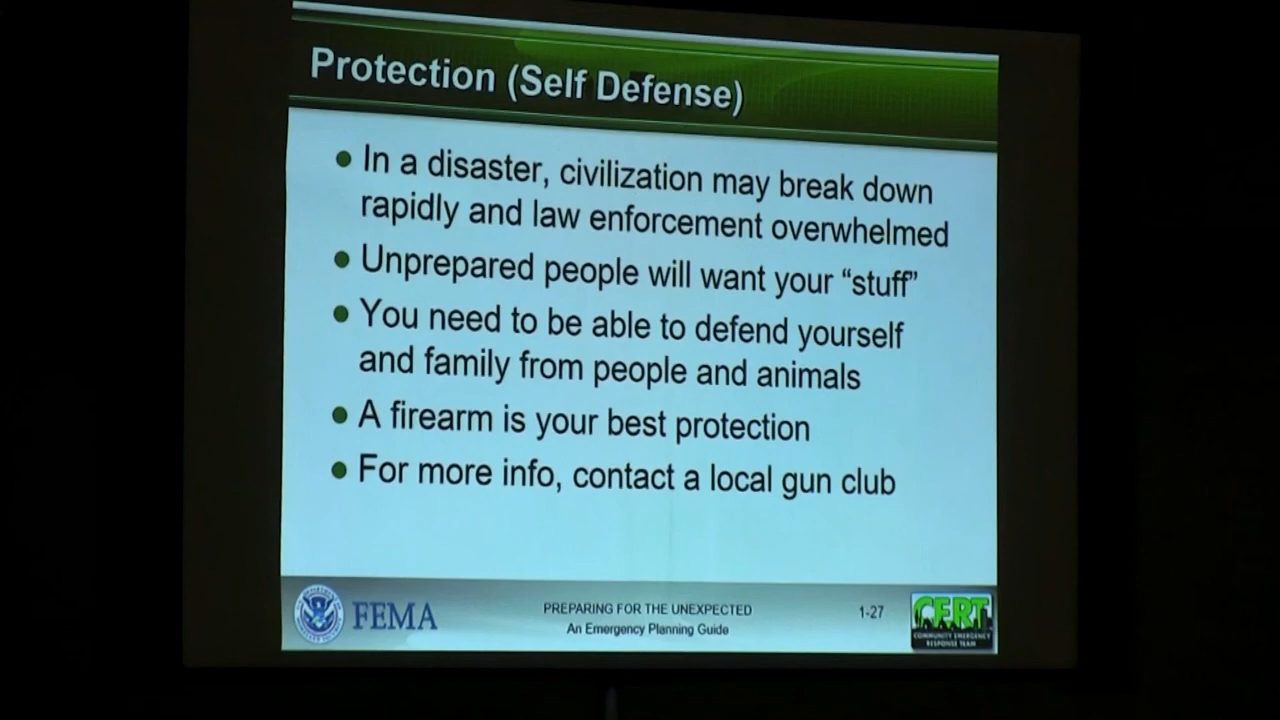 Protection (Self Defense)
• In a disaster, civilization may break down
rapidly and law enforcement overwhelmed
• Unprepared people will want your “stuff”
• You need to be able to defend yourself
and family from people and animals
• A firearm is your best protection
• For more info, contact a local gun club
FEMA
PREPARING FOR THE UNEXPECTED
An Emergency Planning Guide
1-27
CERT
COMMUNITY EMERGENCY
RESPONSE TEAM